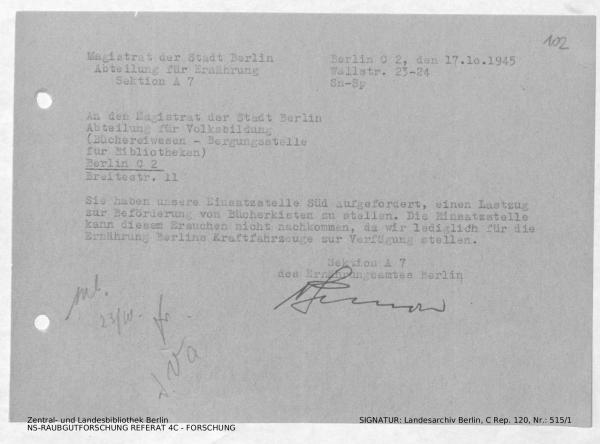 102
Magistrat der Stadt Berlin
Abteilung für Ernährung
Sektion A 7
Berlin C 2, den 17.10.1945
Wallstr. 23-24
Sn-Sp
An den Magistrat der Stadt Berlin
Abteilung für Volksbildung
(Büchereiwesen - Bergungsstelle
für Bibliotheken)
Berlin C 2
Breitestr. 11
Sie haben unsere Einsatzstelle Süd aufgefordert, einen Lastzug
zur Beförderung von Bücherkisten zu stellen. Die Einsatzstelle
kann diesem Ersuchen nicht nachkommen, da wir lediglich für die
Ernährung Berlins Kraftfahrzeuge zur Verfügung stellen.
Sektion A 7
des Ernährungsamtes Berlin
Zentral- und Landesbibliothek Berlin
NS-RAUBGUTFORSCHUNG REFERAT 4C - FORSCHUNG
SIGNATUR: Landesarchiv Berlin, C Rep. 120, Nr.: 515/1